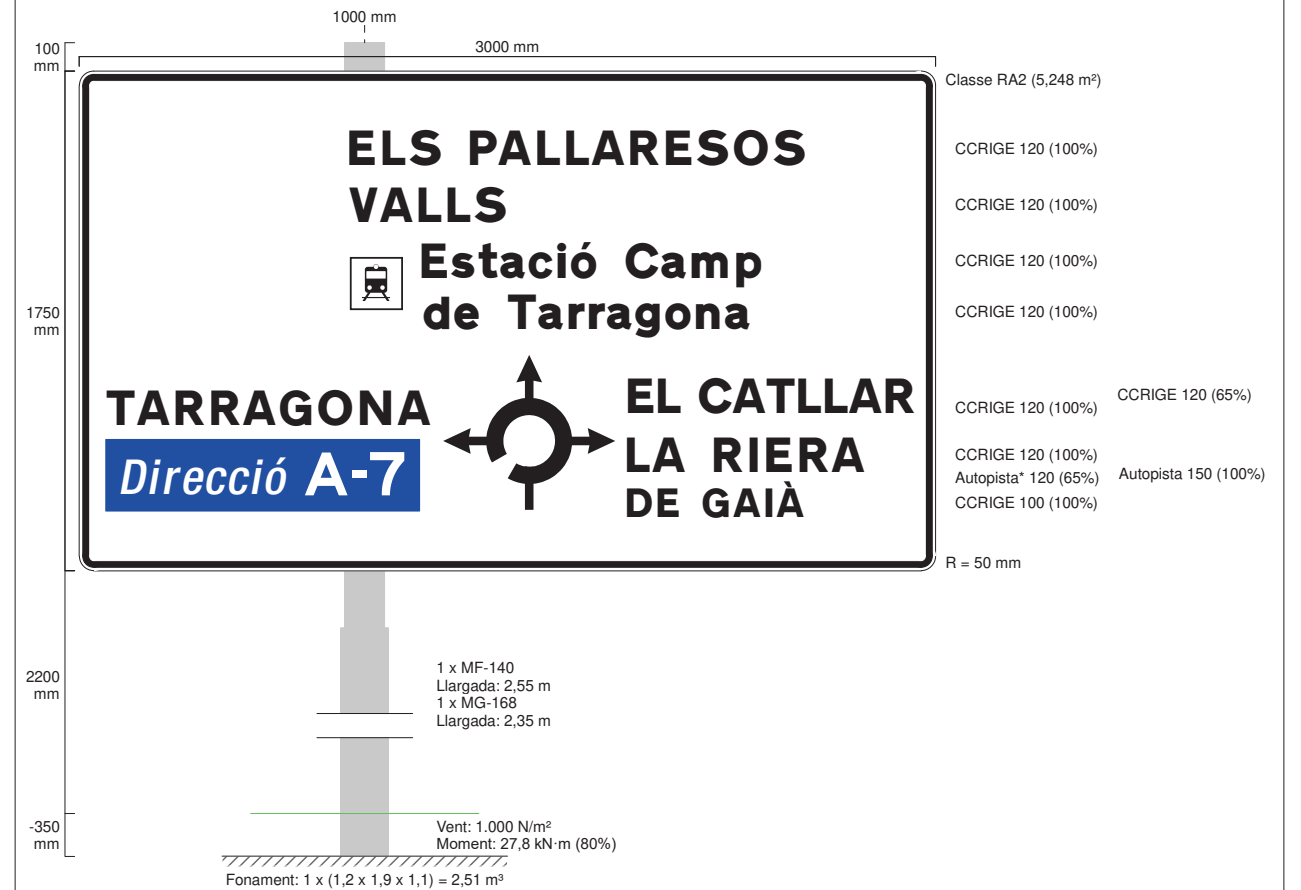 1000 mm
100 mm
3000 mm
Classe RA2 (5,248 m²)
ELS PALLARESOS
CCRIGE 120 (100%)
VALLS
CCRIGE 120 (100%)
Estació Camp
CCRIGE 120 (100%)
de Tarragona
CCRIGE 120 (100%)
1750 mm
TARRAGONA
Direcció A-7
EL CATLLAR
LA RIERA
DE GAIÀ
CCRIGE 120 (65%)
CCRIGE 120 (100%)
CCRIGE 120 (100%)
Autopista* 120 (65%)
Autopista 150 (100%)
CCRIGE 100 (100%)
R = 50 mm
2200 mm
1 x MF-140
Llargada: 2,55 m
1 x MG-168
Llargada: 2,35 m
-350 mm
Vent: 1.000 N/m²
Moment: 27,8 kN·m (80%)
Fonament: 1 x (1,2 x 1,9 x 1,1) = 2,51 m³